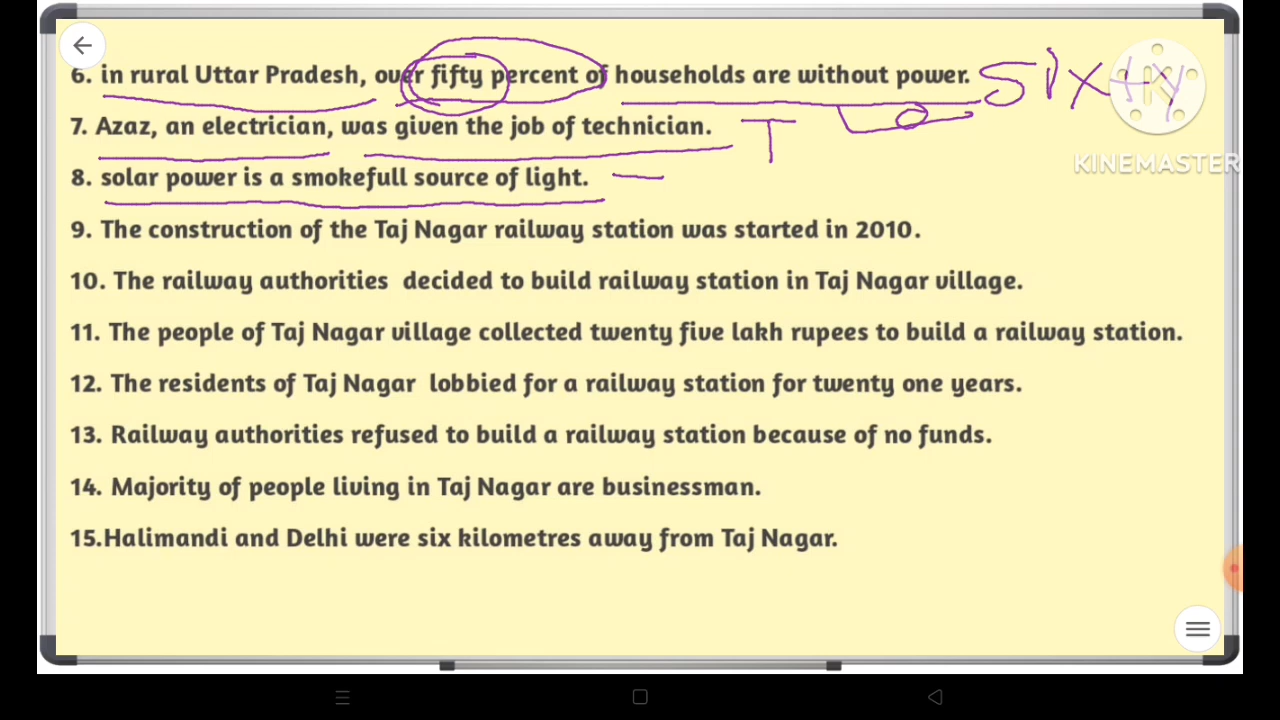 6. in rural Uttar Pradesh, over fifty percent of households are without power. sixty
7. Azaz, an electrician, was given the job of technician. T
KINEMASTER
8. solar power is a smokefull source of light. —
9. The construction of the Taj Nagar railway station was started in 2010.
10. The railway authorities decided to build railway station in Taj Nagar village.
11. The people of Taj Nagar village collected twenty five lakh rupees to build a railway station.
12. The residents of Taj Nagar lobbied for a railway station for twenty one years.
13. Railway authorities refused to build a railway station because of no funds.
14. Majority of people living in Taj Nagar are businessman.
15.Halimandi and Delhi were six kilometres away from Taj Nagar.